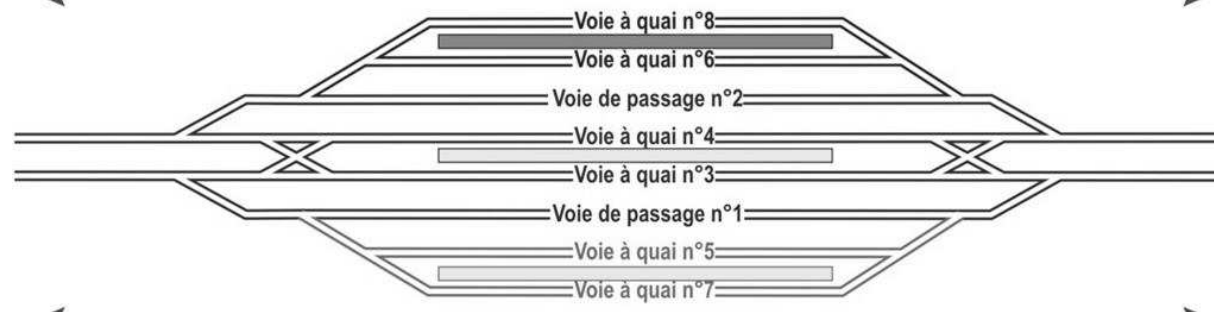 Voie à quai n°8
Voie à quai n°6
Voie de passage n°2
Voie à quai n°4
Voie à quai n°3
Voie de passage n°1
Voie à quai n°5
Voie à quai n°7